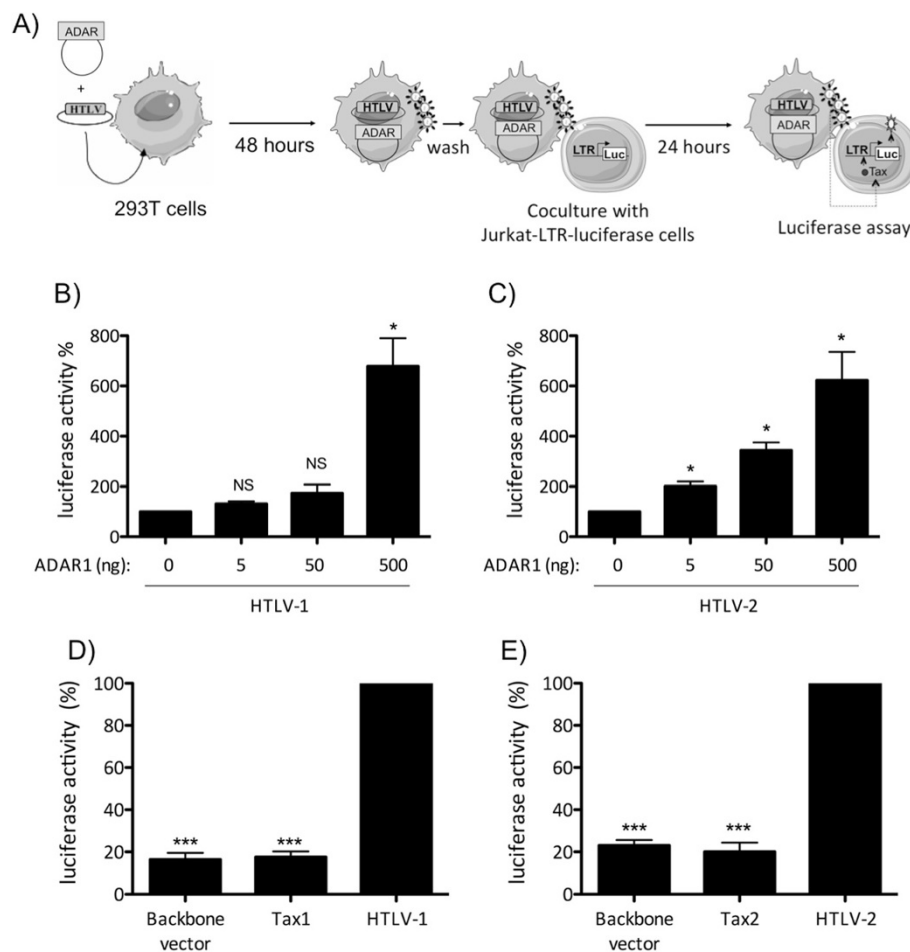 A)
ADAR
+
HTLV
293T cells
48 hours
HTLV
ADAR
wash
HTLV
ADAR
LTR
Luc
Coculture with
Jurkat-LTR-luciferase cells
24 hours
HTLV
ADAR
LTR
Luc
Tax
Luciferase assay
B)
luciferase activity %
800
600
400
200
0
NS
NS
*
ADAR1 (ng): 0 5 50 500
HTLV-1
C)
luciferase activity %
800
600
400
200
0
*
*
*
ADAR1 (ng): 0 5 50 500
HTLV-2
D)
luciferase activity (%)
100
80
60
40
20
0
*** ***
Backbone Tax1 HTLV-1
vector
E)
luciferase activity (%)
100
80
60
40
20
0
*** ***
Backbone Tax2 HTLV-2
vector